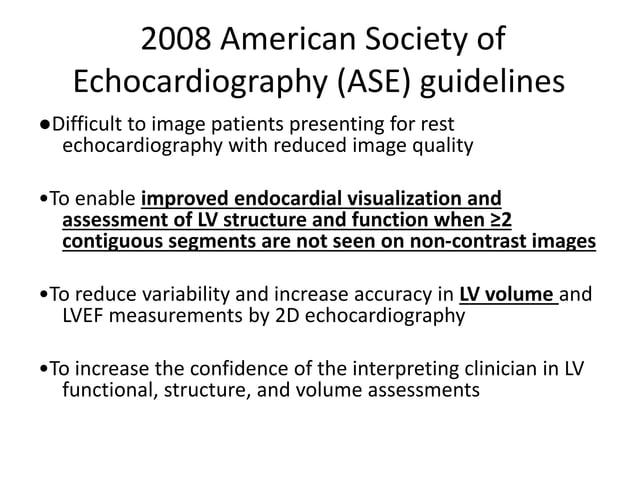 2008 American Society of
Echocardiography (ASE) guidelines
●Difficult to image patients presenting for rest
echocardiography with reduced image quality
•To enable improved endocardial visualization and
assessment of LV structure and function when ≥2
contiguous segments are not seen on non-contrast images
•To reduce variability and increase accuracy in LV volume and
LVEF measurements by 2D echocardiography
•To increase the confidence of the interpreting clinician in LV
functional, structure, and volume assessments